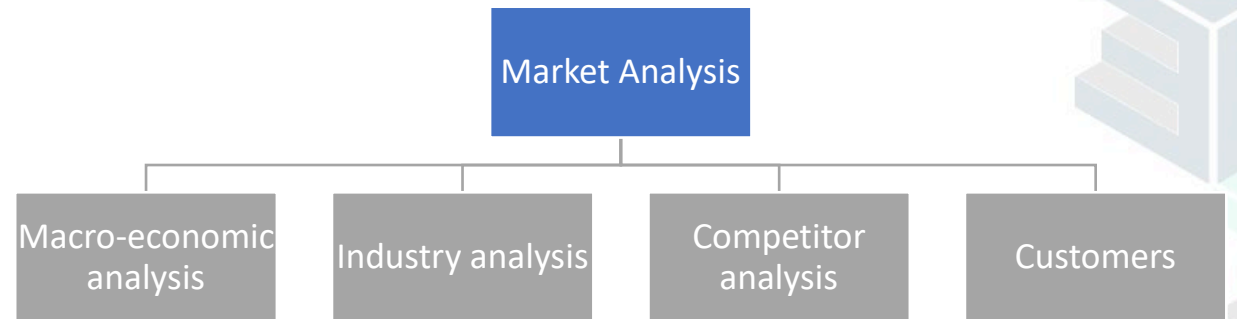 Market Analysis
Macro-economic
analysis
Industry analysis
Competitor
analysis
Customers